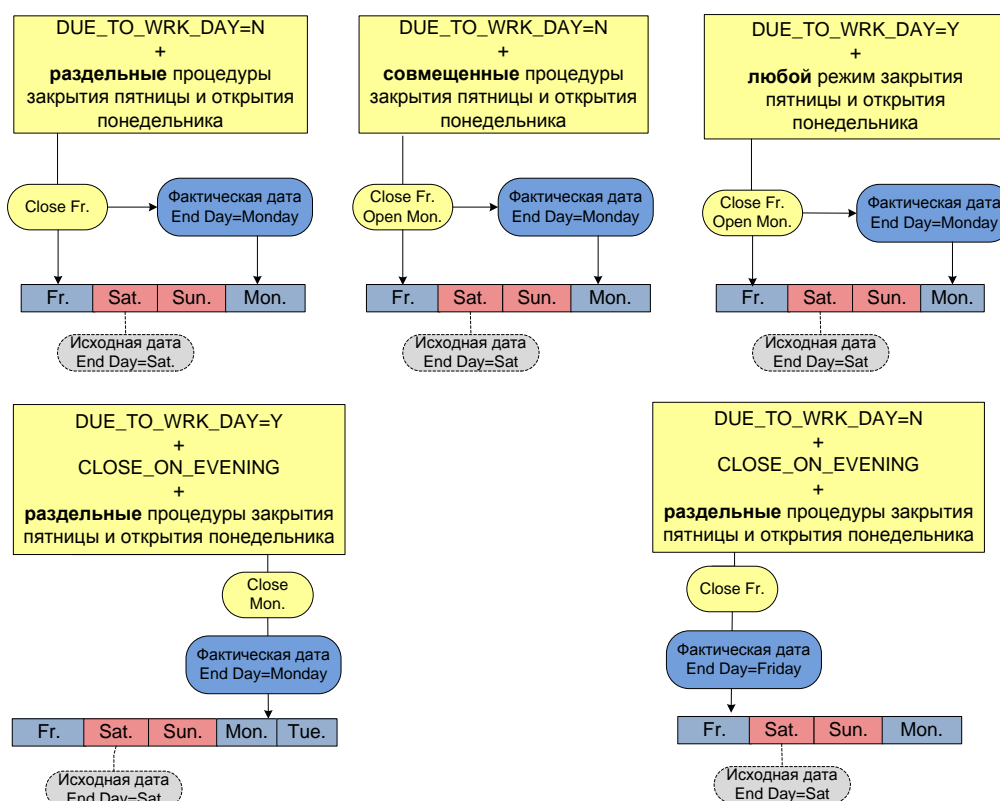 DUE_TO_WRK_DAY=N
+
раздельные процедуры
закрытия пятницы и открытия
понедельника
Close Fr.
Фактическая дата
End Day=Monday
Fr.
Sat.
Sun.
Mon.
Исходная дата
End Day=Sat.
DUE_TO_WRK_DAY=N
+
совмещенные процедуры
закрытия пятницы и открытия
понедельника
Close Fr.
Open Mon.
Фактическая дата
End Day=Monday
Fr.
Sat.
Sun.
Mon.
Исходная дата
End Day=Sat
DUE_TO_WRK_DAY=Y
+
любой режим закрытия
пятницы и открытия
понедельника
Close Fr.
Open Mon.
Фактическая дата
End Day=Monday
Fr.
Sat.
Sun.
Mon.
Исходная дата
End Day=Sat
DUE_TO_WRK_DAY=Y
+
CLOSE_ON_EVENING
+
раздельные процедуры закрытия
пятницы и открытия понедельника
Close
Mon.
Фактическая дата
End Day=Monday
Fr.
Sat.
Sun.
Mon.
Tue.
Исходная дата
End Day=Sat
DUE_TO_WRK_DAY=N
+
CLOSE_ON_EVENING
+
раздельные процедуры закрытия
пятницы и открытия понедельника
Close Fr.
Фактическая дата
End Day=Friday
Fr.
Sat.
Sun.
Mon.
Исходная дата
End Day=Sat